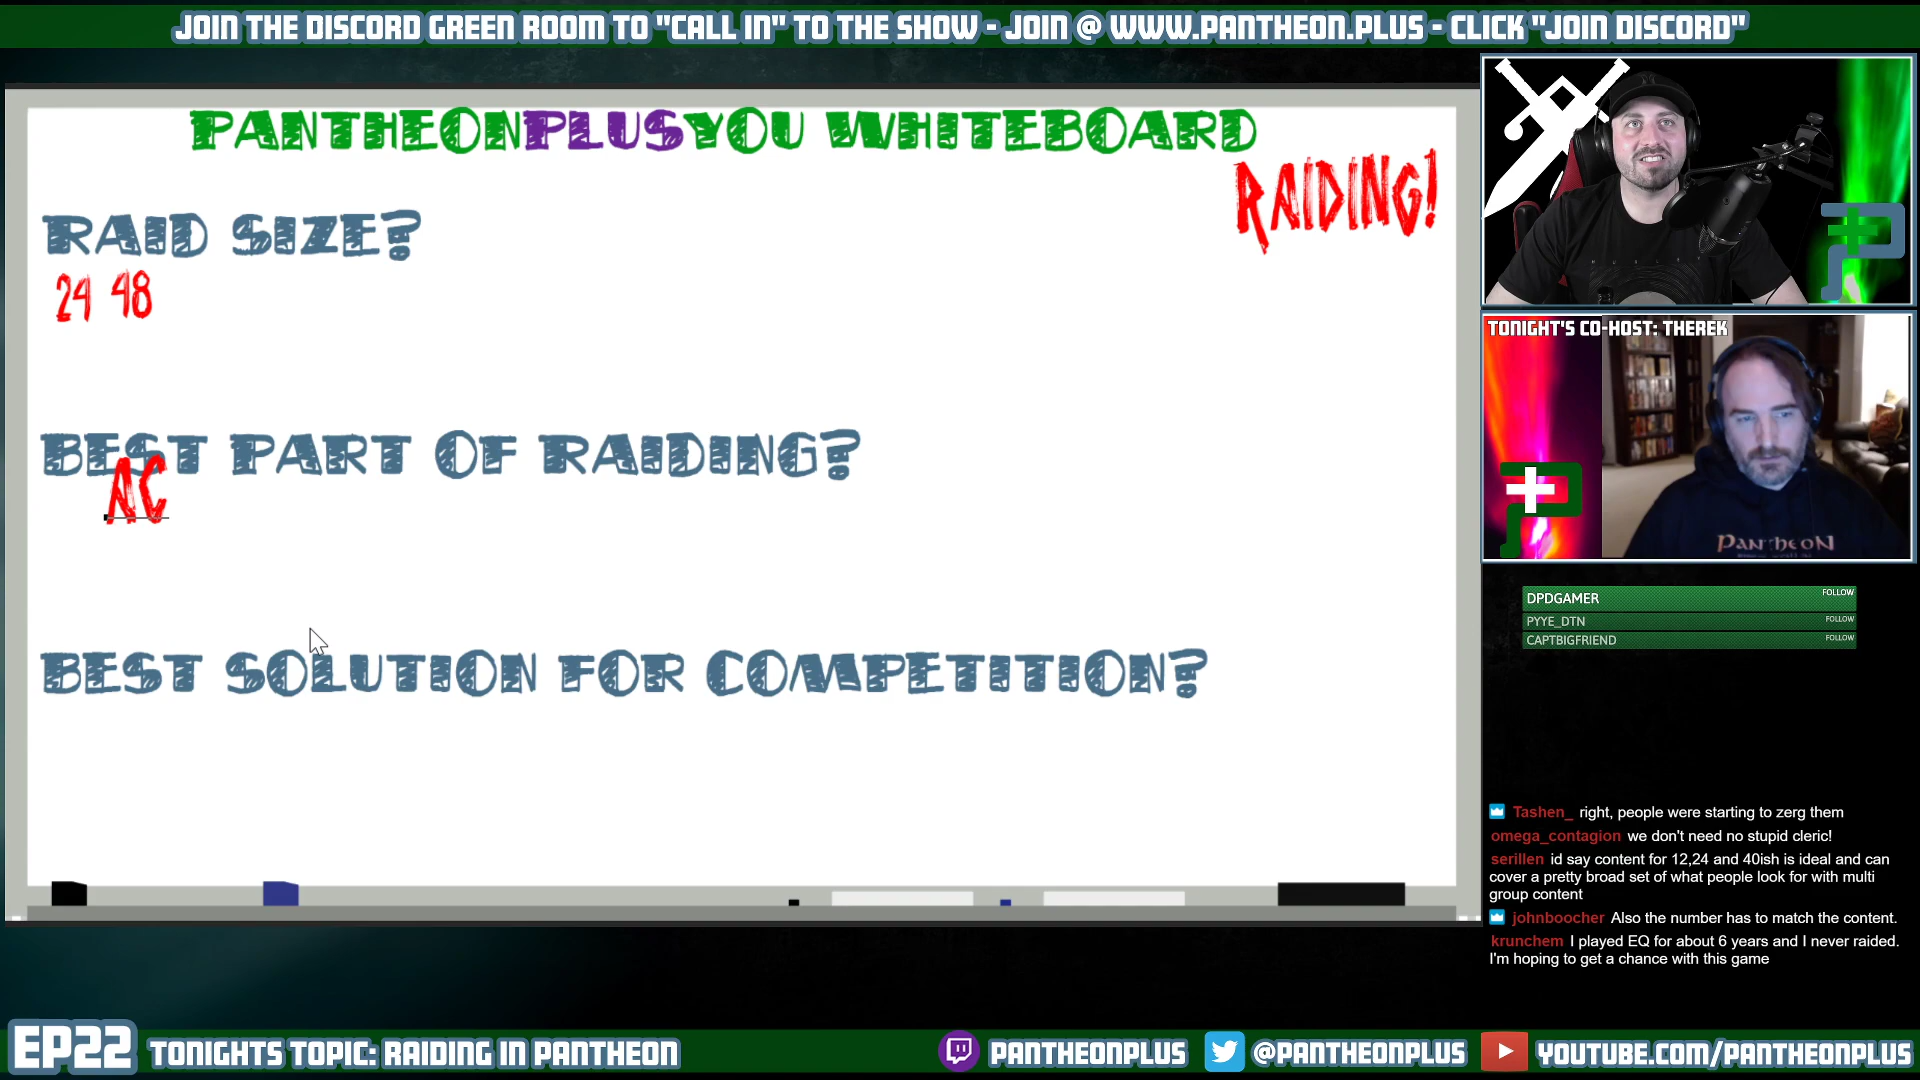 JOIN THE DISCORD GREEN ROOM TO "CALL IN" TO THE SHOW - JOIN @ WWW.PANTHEON.PLUS - CLICK "JOIN DISCORD"
PANTHEONPLUSYOU WHITEBOARD
RAIDING!
RAID SIZE?
24 48
BEST PART OF RAIDING?
AC
BEST SOLUTION FOR COMPETITION?
TONIGHT'S CO-HOST: THEREK
PANTHEON
DPDGAMER FOLLOW
PYYE_DTN FOLLOW
CAPTBIGFRIEND FOLLOW
Tashen_ right, people were starting to zerg them
omega_contagion we don't need no stupid cleric!
serillen id say content for 12,24 and 40ish is ideal and can
cover a pretty broad set of what people look for with multi
group content
johnboocher Also the number has to match the content.
krunchem I played EQ for about 6 years and I never raided.
I'm hoping to get a chance with this game
EP22 TONIGHTS TOPIC: RAIDING IN PANTHEON
PANTHEONPLUS
@PANTHEONPLUS
YOUTUBE.COM/PANTHEONPLUS